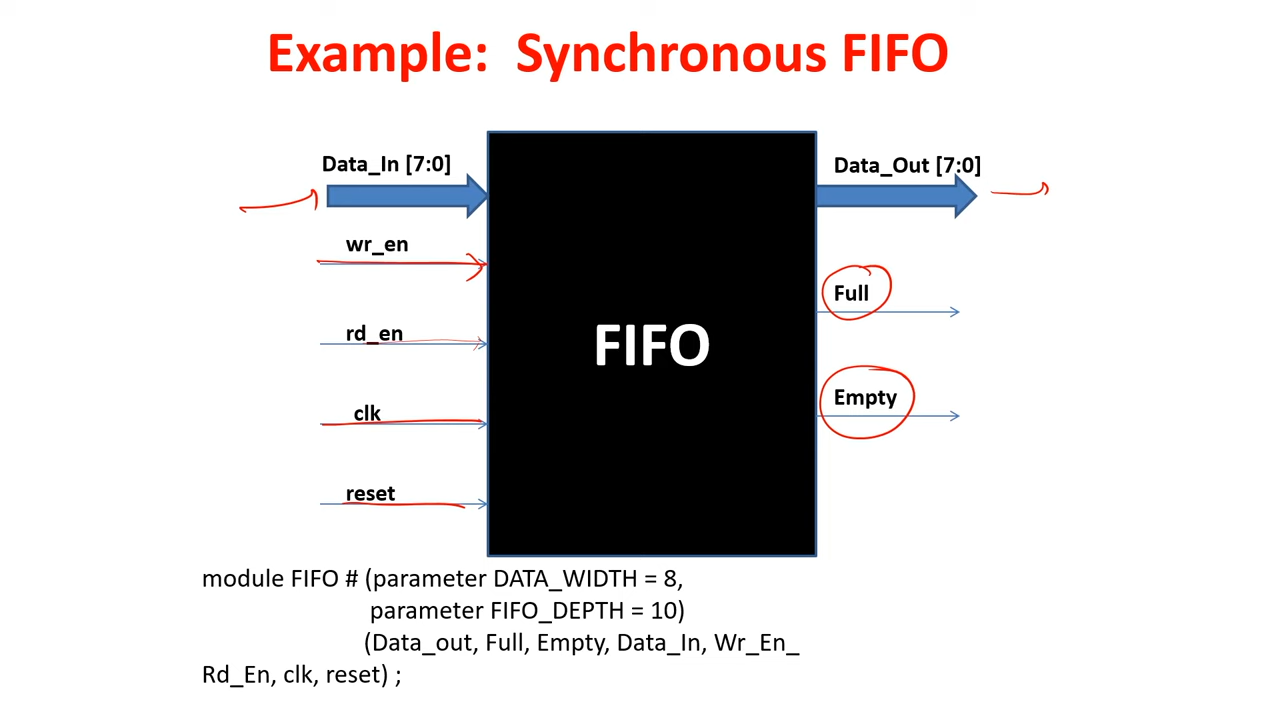 Example: Synchronous FIFO
Data_In [7:0]
Data_Out [7:0]
wr_en
Full
rd_en
FIFO
Empty
clk
reset
module FIFO # (parameter DATA_WIDTH = 8,
parameter FIFO_DEPTH = 10)
(Data_out, Full, Empty, Data_In, Wr_En_
Rd_En, clk, reset) ;